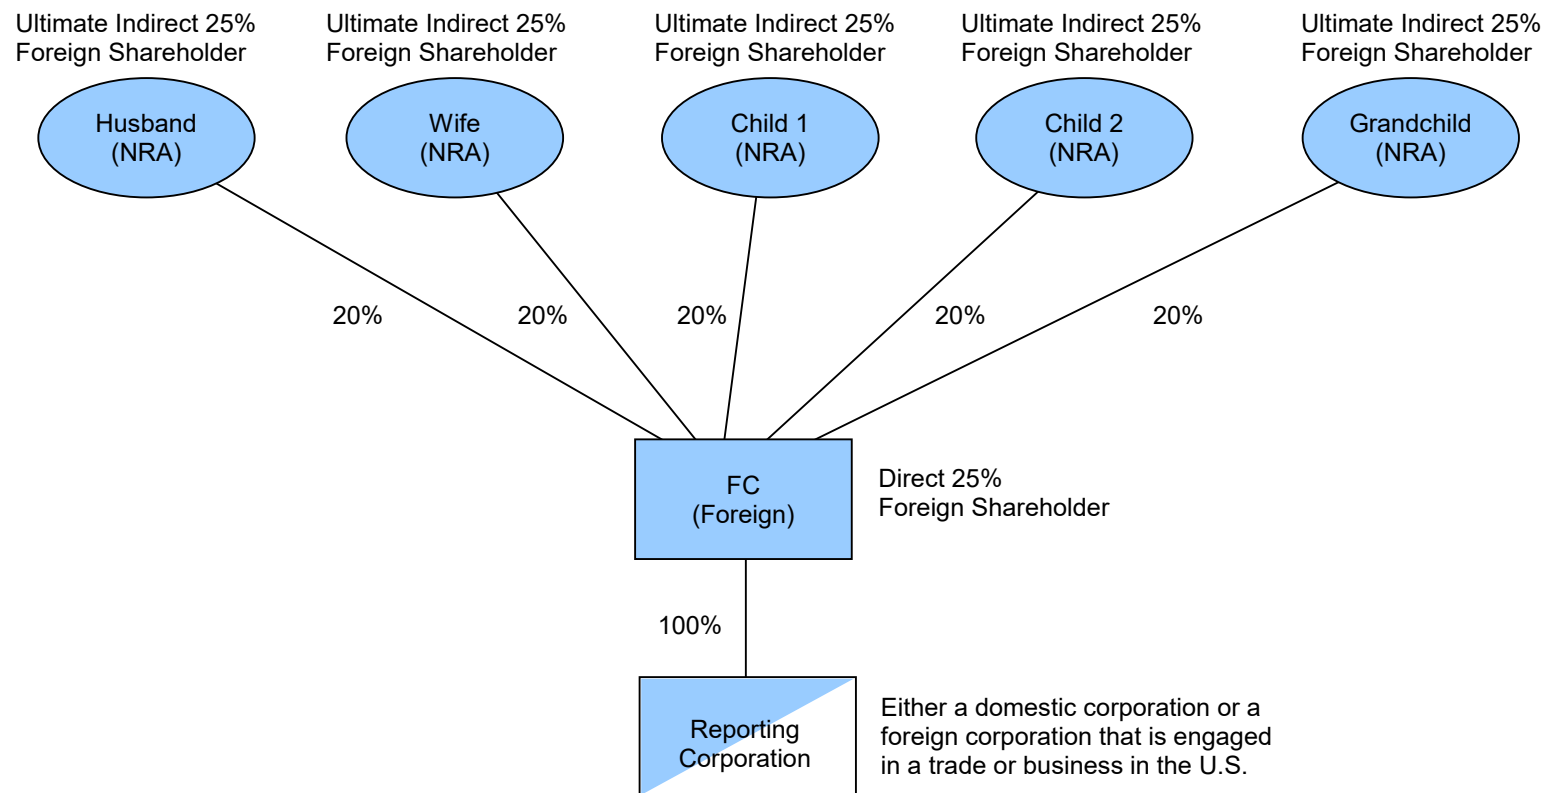 Ultimate Indirect 25%
Foreign Shareholder
Ultimate Indirect 25%
Foreign Shareholder
Ultimate Indirect 25%
Foreign Shareholder
Ultimate Indirect 25%
Foreign Shareholder
Ultimate Indirect 25%
Foreign Shareholder
Husband
(NRA)
Wife
(NRA)
Child 1
(NRA)
Child 2
(NRA)
Grandchild
(NRA)
20%
20%
20%
20%
20%
FC
(Foreign)
Direct 25%
Foreign Shareholder
100%
Reporting
Corporation
Either a domestic corporation or a
foreign corporation that is engaged
in a trade or business in the U.S.